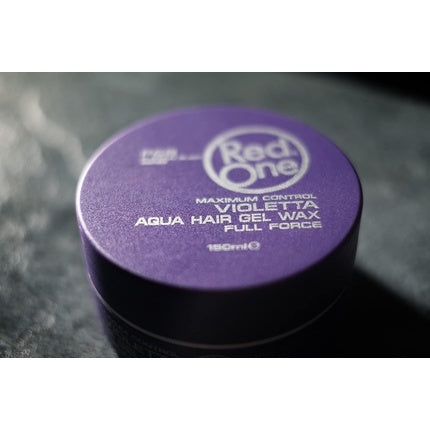 Red
One
MAXIMUM CONTROL
VIOLETTA
AQUA HAIR GEL WAX
FULL FORCE
150ml e